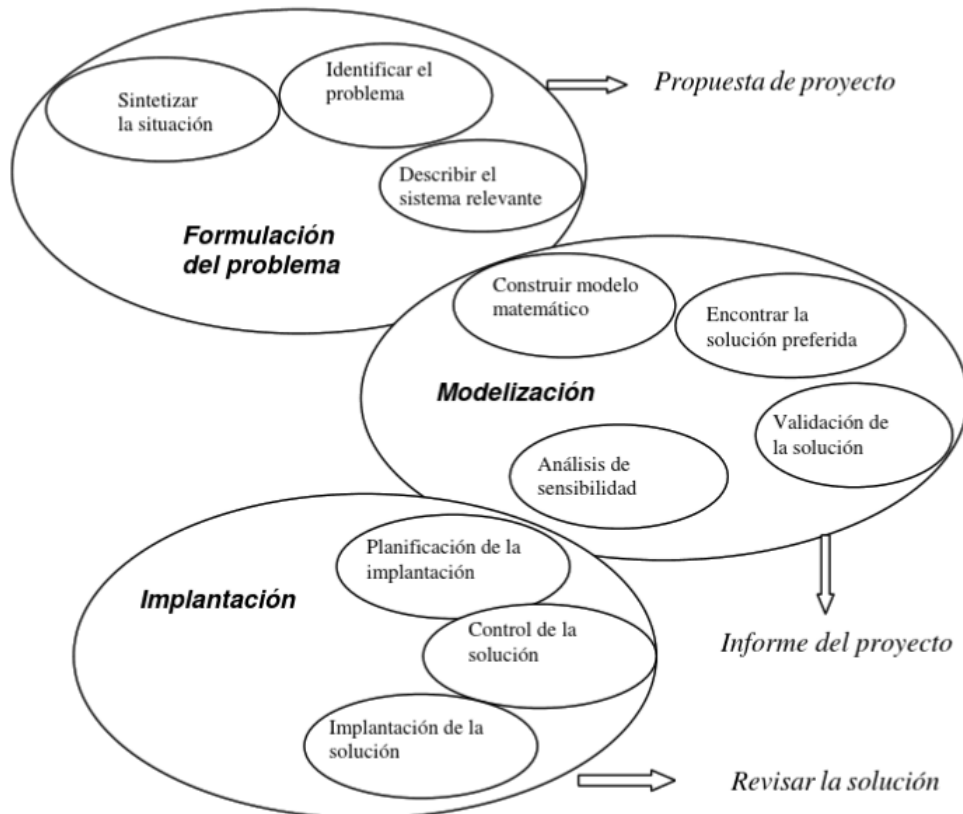 Sintetizar
la situación
Identificar el
problema
Propuesta de proyecto
Describir el
sistema relevante
Formulación
del problema
Construir modelo
matemático
Encontrar la
solución preferida
Modelización
Validación de
la solución
Análisis de
sensibilidad
Planificación de la
implantación
Implantación
Control de la
solución
Informe del proyecto
Implantación de la
solución
Revisar la solución